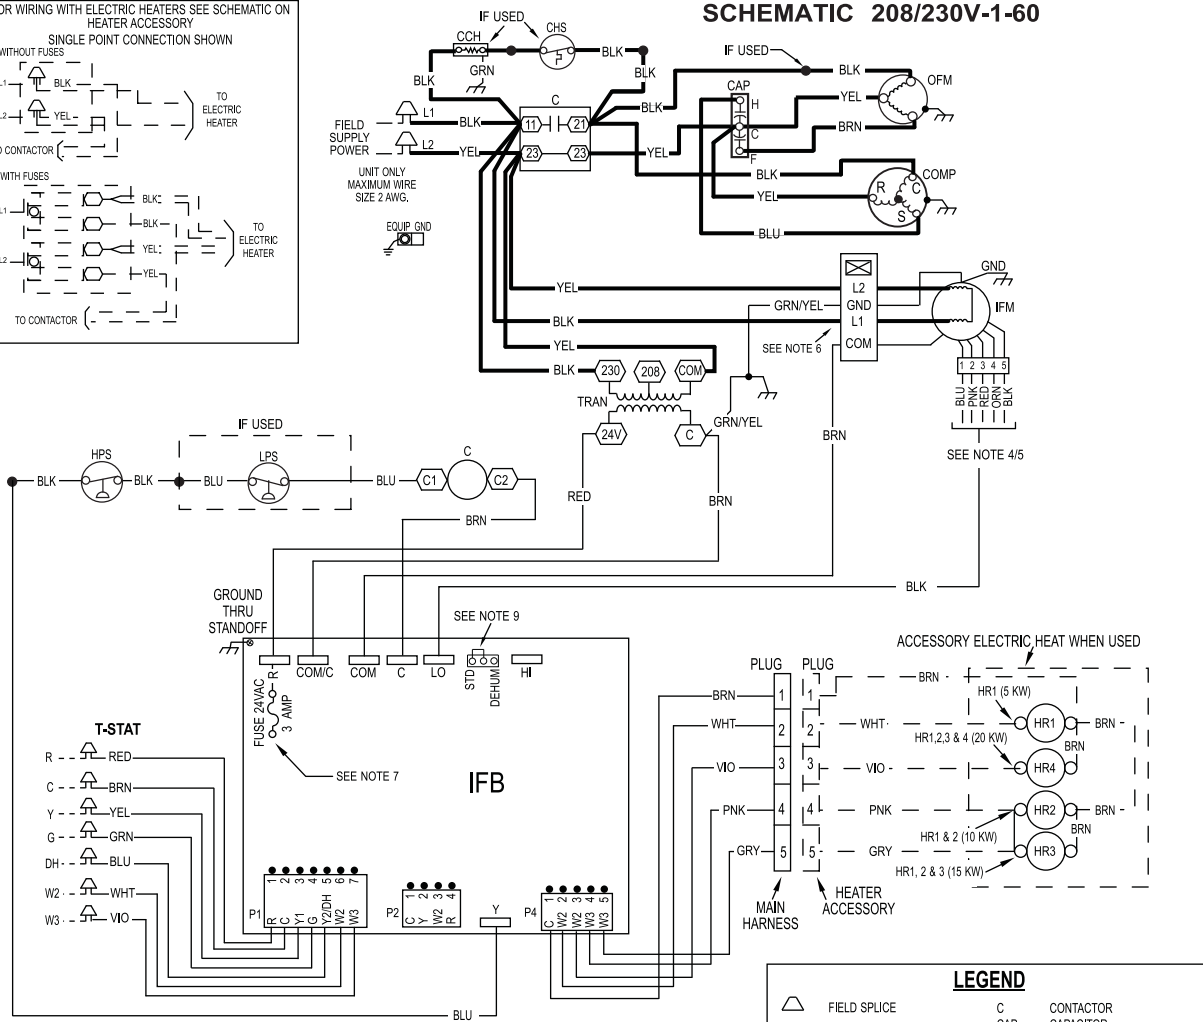 SCHEMATIC 208/230V-1-60
OR WIRING WITH ELECTRIC HEATERS SEE SCHEMATIC ON
HEATER ACCESSORY
SINGLE POINT CONNECTION SHOWN
WITHOUT FUSES
BLK
L2
YEL
TO
ELECTRIC
HEATER
O CONTACTOR
WITH FUSES
L1
BLK
BLK
YEL
L2
YEL
TO
ELECTRIC
HEATER
TO CONTACTOR
IF USED
CCH
CHS
BLK
GRN
BLK
BLK
IF USED
BLK
OFM
CAP
H
C
F
YEL
BRN
BLK
C
11
21
23
23
FIELD
SUPPLY
POWER
L1
BLK
L2
YEL
YEL
UNIT ONLY
MAXIMUM WIRE
SIZE 2 AWG.
EQUIP GND
BLK
COMP
R
C
S
YEL
BLU
YEL
L2
GND
IFM
GRN/YEL
GND
BLK
L1
SEE NOTE 6
COM
YEL
BLK
230
208
COM
TRAN
24V
C
GRN/YEL
1 2 3 4 5
BLU
PNK
RED
ORN
BLK
SEE NOTE 4/5
BRN
RED
BRN
IF USED
HPS
LPS
C
BLK
BLK
BLU
BLU
C1
C2
BRN
BLK
GROUND
THRU
STANDOFF
SEE NOTE 9
R
COM/C
COM
C
LO
STD
DEHUM
HI
FUSE 24VAC
3 AMP
SEE NOTE 7
IFB
T-STAT
R
RED
C
BRN
Y
YEL
G
GRN
DH
BLU
W2
WHT
W3
VIO
P1
1 2 3 4 5 6 7
R
C
Y1
G
Y2/DH
W2
W3
P2
1 2 3 4
C
Y
W2
R
Y
P4
1 2 3 4 5
C
W2
W2
W3
W3
BLU
PLUG
PLUG
BRN
1
1
BRN
WHT
2
2
WHT
VIO
3
3
VIO
PNK
4
4
PNK
GRY
5
5
GRY
MAIN
HARNESS
HEATER
ACCESSORY
ACCESSORY ELECTRIC HEAT WHEN USED
HR1 (5 KW)
HR1
BRN
HR1,2,3 & 4 (20 KW)
BRN
HR4
HR2
BRN
HR1 & 2 (10 KW)
BRN
HR3
HR1, 2 & 3 (15 KW)
LEGEND
FIELD SPLICE
C
CONTACTOR
CAP
CAPACITOR